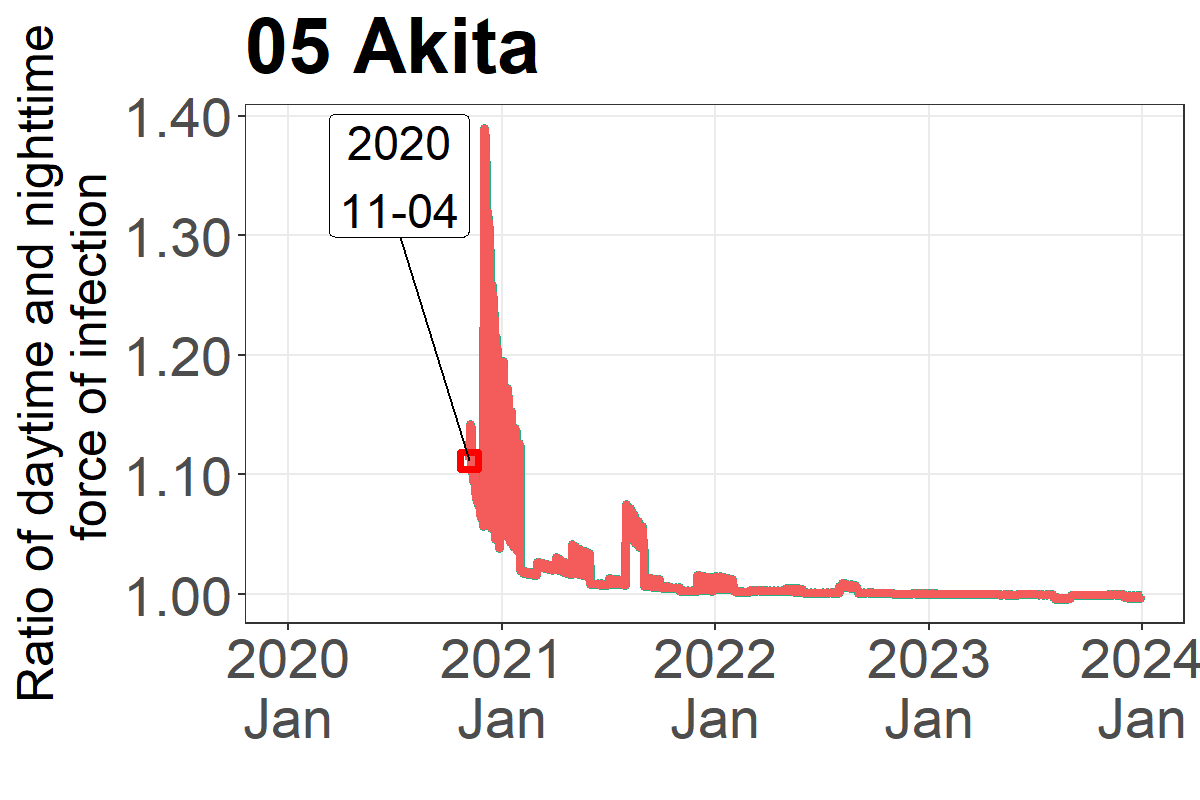 05 Akita
Ratio of daytime and nighttime
force of infection
1.40
1.30
1.20
1.10
1.00
2020
11-04
2020
Jan
2021
Jan
2022
Jan
2023
Jan
2024
Jan